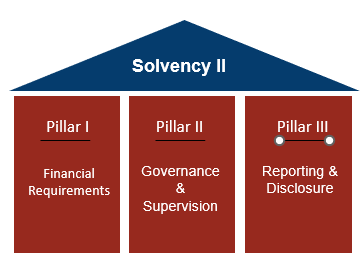 Solvency II
Pillar I
Financial
Requirements
Pillar II
Governance
&
Supervision
Pillar III
Reporting &
Disclosure